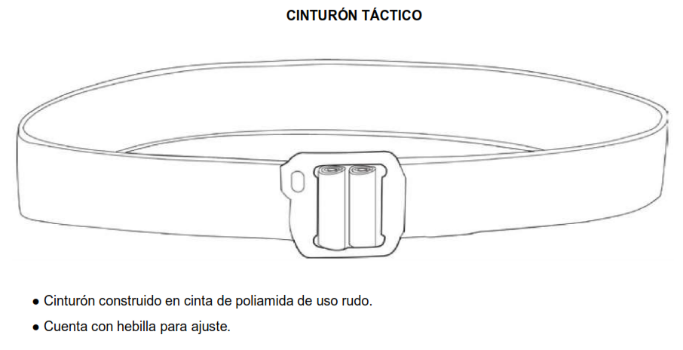 CINTURÓN TÁCTICO
● Cinturón construido en cinta de poliamida de uso rudo.
● Cuenta con hebilla para ajuste.